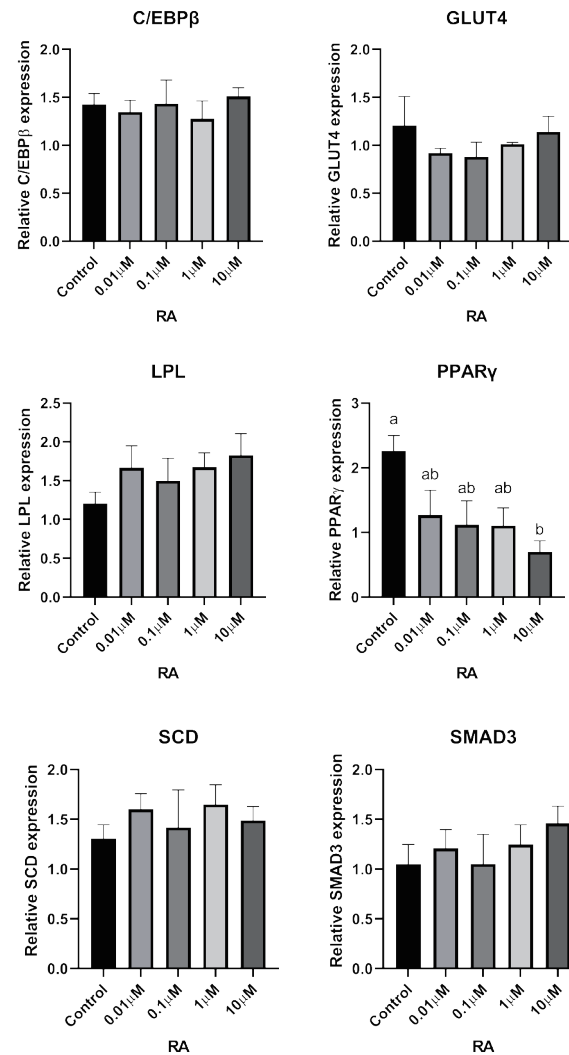 C/EBPβ
Relative C/EBPβ expression
2.0
1.5
1.0
0.5
0.0
Control
0.01μM
0.1μM
1μM
10μM
RA
GLUT4
Relative GLUT4 expression
2.0
1.5
1.0
0.5
0.0
Control
0.01μM
0.1μM
1μM
10μM
RA
LPL
Relative LPL expression
2.5
2.0
1.5
1.0
0.5
0.0
Control
0.01μM
0.1μM
1μM
10μM
RA
PPARγ
Relative PPARγ expression
3
2
1
0
a
ab
ab
ab
b
Control
0.01μM
0.1μM
1μM
10μM
RA
SCD
Relative SCD expression
2.0
1.5
1.0
0.5
0.0
Control
0.01μM
0.1μM
1μM
10μM
RA
SMAD3
Relative SMAD3 expression
2.0
1.5
1.0
0.5
0.0
Control
0.01μM
0.1μM
1μM
10μM
RA